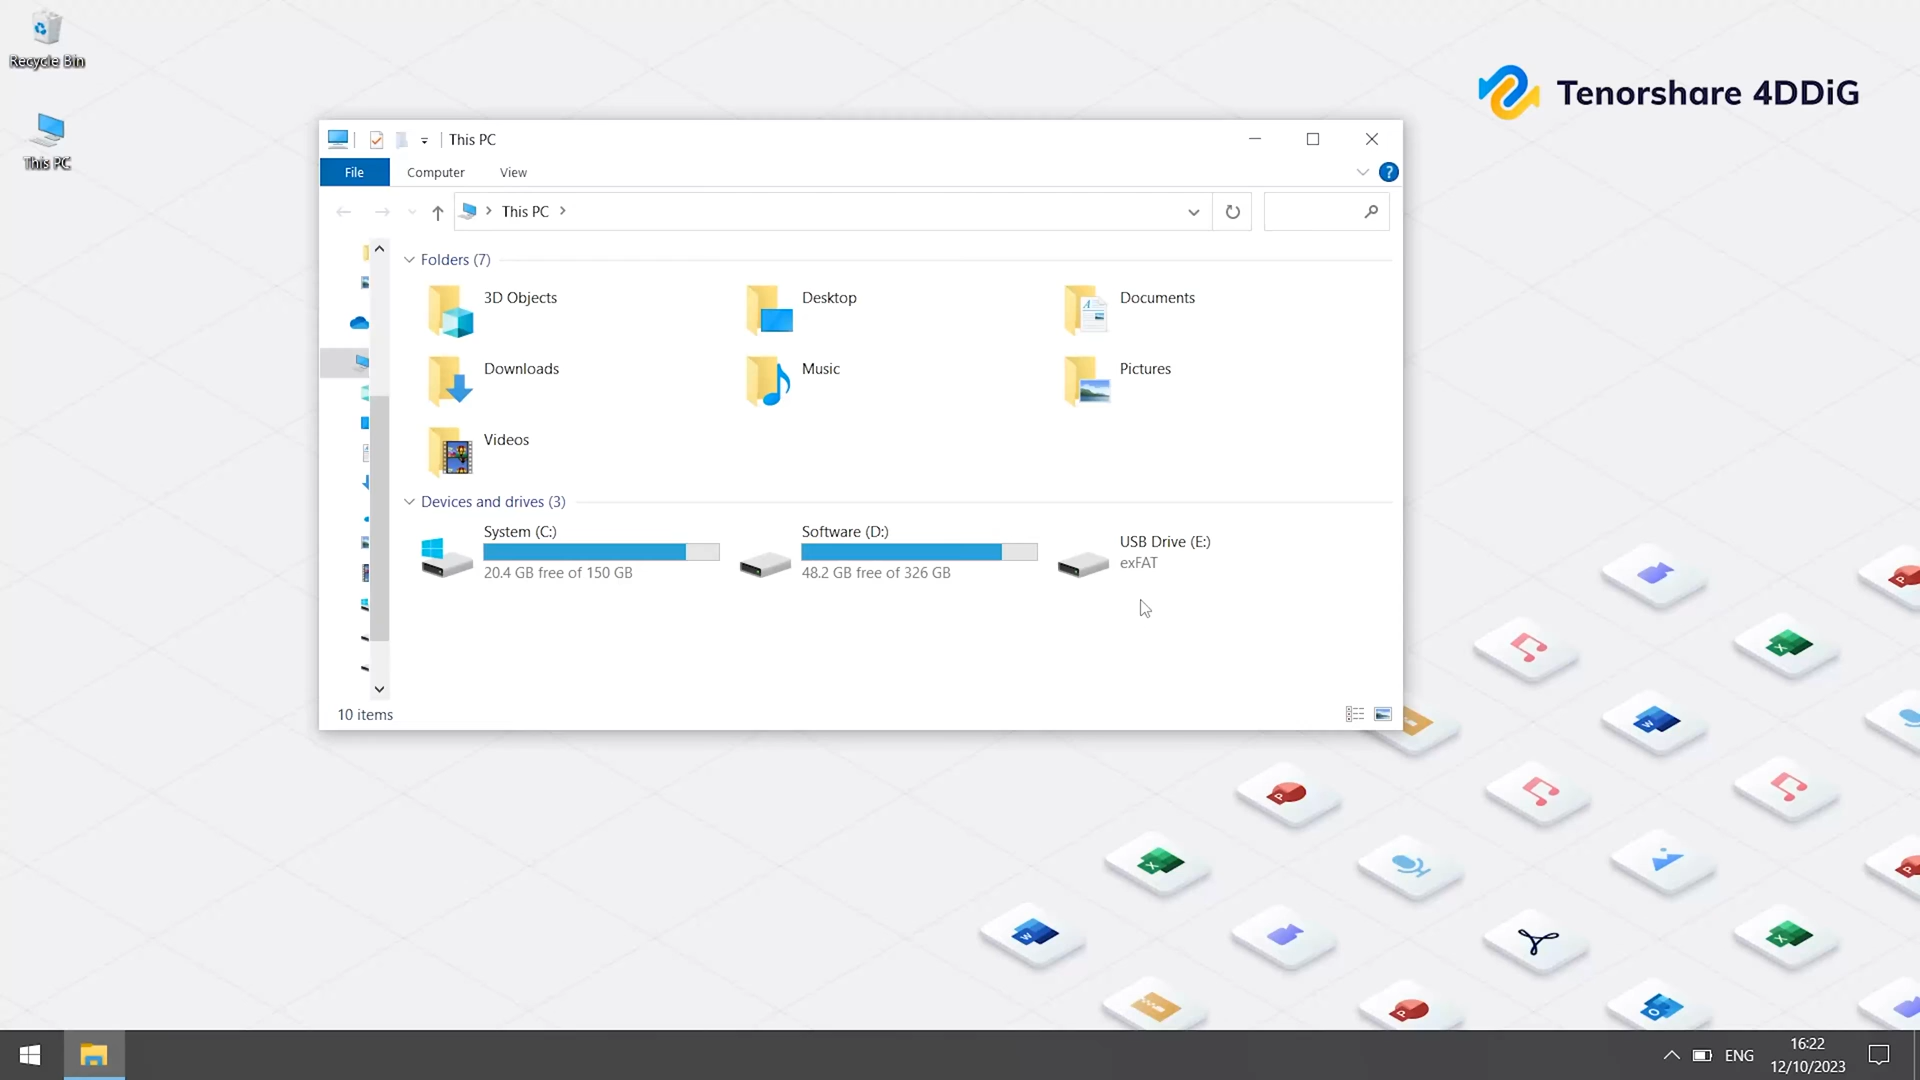 Recycle Bin
This PC
Tenorshare 4DDiG
This PC
File
Computer
View
?
This PC
Folders (7)
3D Objects
Desktop
Documents
Downloads
Music
Pictures
Videos
Devices and drives (3)
System (C:)
20.4 GB free of 150 GB
Software (D:)
48.2 GB free of 326 GB
USB Drive (E:)
exFAT
10 items
ENG
16:22
12/10/2023